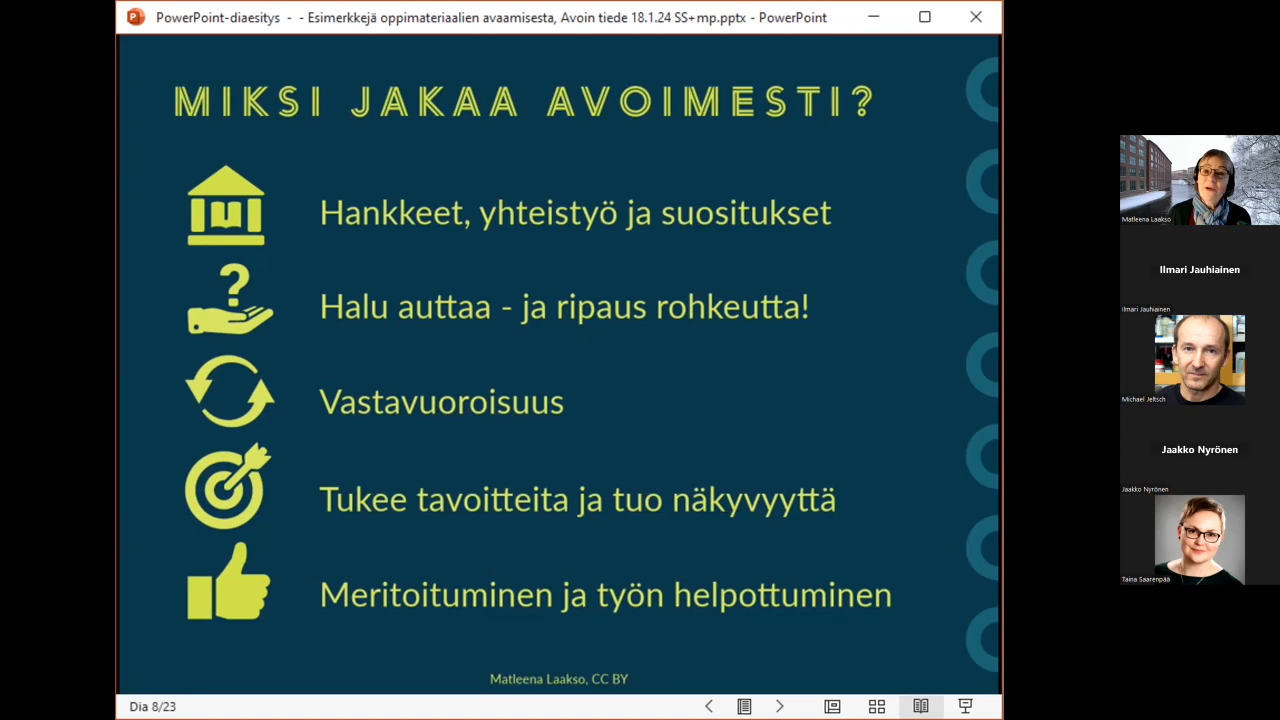 PowerPoint-diaesitys - - Esimerkkejä oppimateriaalien avaamisesta, Avoin tiede 18.1.24 SS+mp.pptx - PowerPoint
MIKSI JAKAA AVOIMESTI?
Hankkeet, yhteistyö ja suositukset
?
Halu auttaa - ja ripaus rohkeutta!
Vastavuoroisuus
Tukee tavoitteita ja tuo näkyvyyttä
Meritoituminen ja työn helpottuminen
Matleena Laakso, CC BY
Dia 8/23
Matleena Laakso
Ilmari Jauhiainen
Ilmari Jauhiainen
Michael Jeltsch
Jaakko Nyrönen
Jaakko Nyrönen
Taina Saarenpää